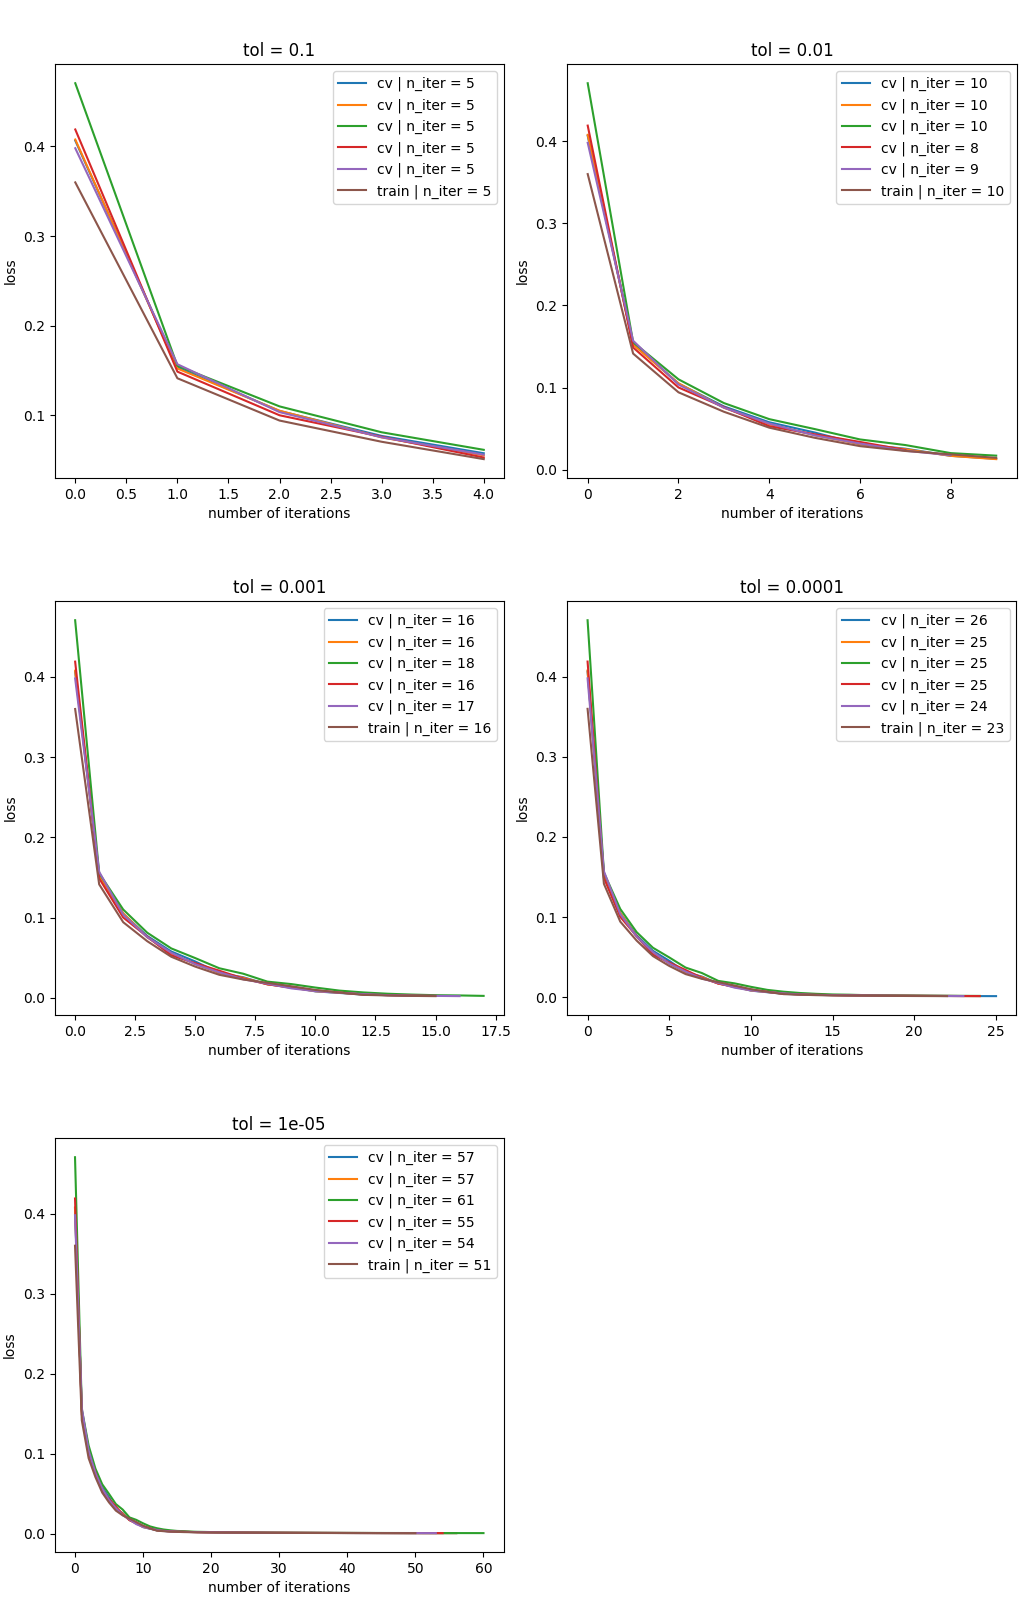 tol = 0.1
cv | n_iter = 5
cv | n_iter = 5
cv | n_iter = 5
cv | n_iter = 5
cv | n_iter = 5
train | n_iter = 5
0.4
0.3
0.2
0.1
loss
0.0 0.5 1.0 1.5 2.0 2.5 3.0 3.5 4.0
number of iterations
tol = 0.01
cv | n_iter = 10
cv | n_iter = 10
cv | n_iter = 10
cv | n_iter = 8
cv | n_iter = 9
train | n_iter = 10
0.4
0.3
0.2
0.1
0.0
loss
0 2 4 6 8
number of iterations
tol = 0.001
cv | n_iter = 16
cv | n_iter = 16
cv | n_iter = 18
cv | n_iter = 16
cv | n_iter = 17
train | n_iter = 16
0.4
0.3
0.2
0.1
0.0
loss
0.0 2.5 5.0 7.5 10.0 12.5 15.0 17.5
number of iterations
tol = 0.0001
cv | n_iter = 26
cv | n_iter = 25
cv | n_iter = 25
cv | n_iter = 25
cv | n_iter = 24
train | n_iter = 23
0.4
0.3
0.2
0.1
0.0
loss
0 5 10 15 20 25
number of iterations
tol = 1e-05
cv | n_iter = 57
cv | n_iter = 57
cv | n_iter = 61
cv | n_iter = 55
cv | n_iter = 54
train | n_iter = 51
0.4
0.3
0.2
0.1
0.0
loss
0 10 20 30 40 50 60
number of iterations